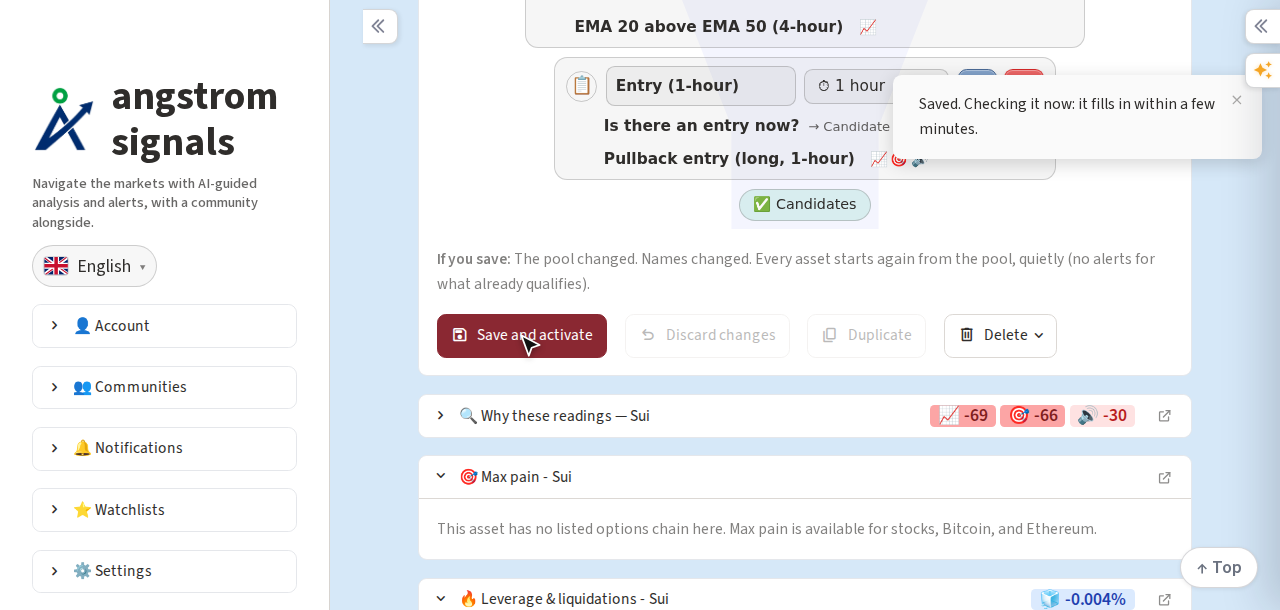 angstrom
signals
Navigate the markets with AI-guided
analysis and alerts, with a community
alongside.
English
Account
Communities
Notifications
Watchlists
Settings
EMA 20 above EMA 50 (4-hour)
Entry (1-hour)
1 hour
Is there an entry now? → Candidate
Pullback entry (long, 1-hour)
Candidates
Saved. Checking it now: it fills in within a few
minutes.
If you save: The pool changed. Names changed. Every asset starts again from the pool, quietly (no alerts for
what already qualifies).
Save and activate
Discard changes
Duplicate
Delete
Why these readings — Sui
-69
-66
-30
Max pain - Sui
This asset has no listed options chain here. Max pain is available for stocks, Bitcoin, and Ethereum.
Leverage & liquidations - Sui
-0.004%
↑ Top